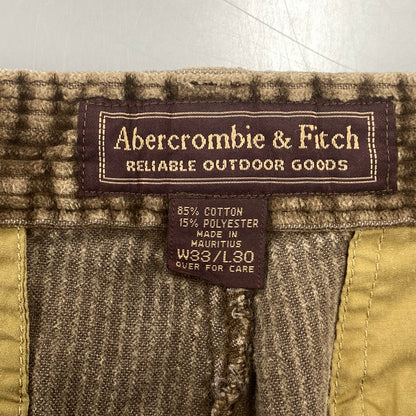 Abercrombie & Fitch
RELIABLE OUTDOOR GOODS
85% COTTON
15% POLYESTER
MADE IN
MAURITIUS
W33/L30
OVER FOR CARE